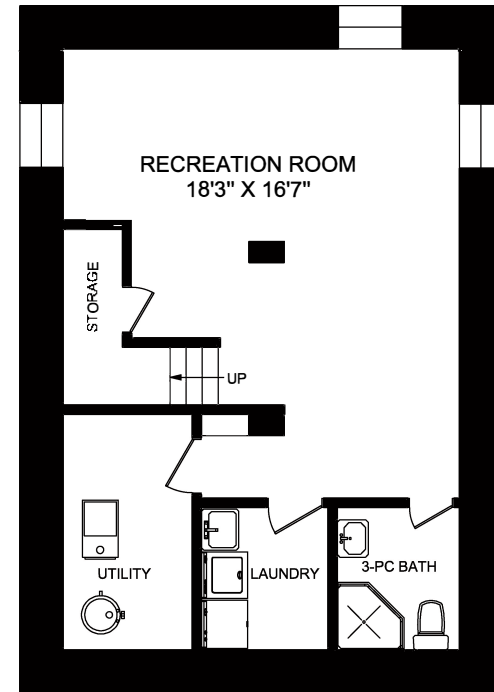 RECREATION ROOM
18'3" X 16'7"
STORAGE
UP
UTILITY
LAUNDRY
3-PC BATH